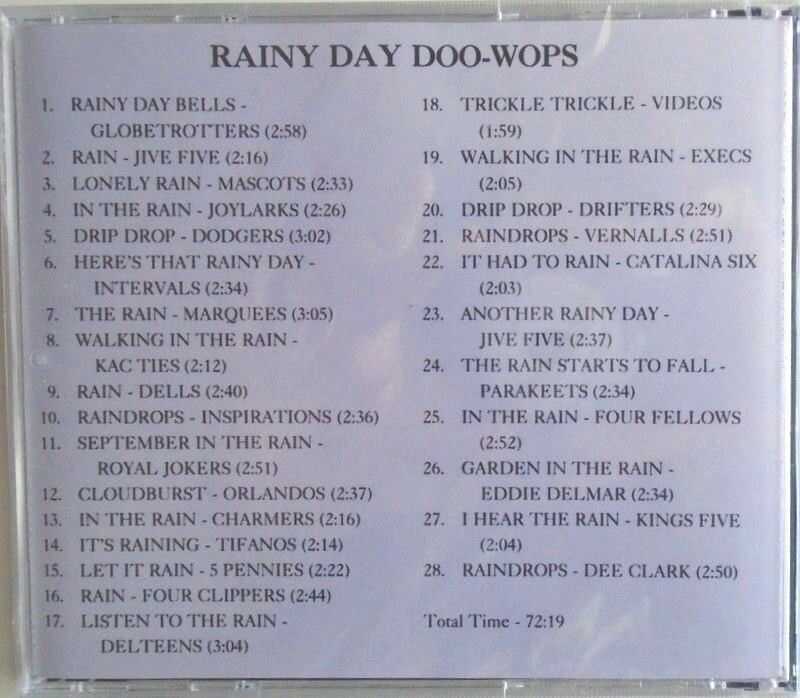 RAINY DAY DOO-WOPS
1. RAINY DAY BELLS -
GLOBETROTTERS (2:58)
2. RAIN - JIVE FIVE (2:16)
3. LONELY RAIN - MASCOTS (2:33)
4. IN THE RAIN - JOYLARKS (2:26)
5. DRIP DROP - DODGERS (3:02)
6. HERE'S THAT RAINY DAY -
INTERVALS (2:34)
7. THE RAIN - MARQUEES (3:05)
8. WALKING IN THE RAIN -
KAC TIES (2:12)
9. RAIN - DELLS (2:40)
10. RAINDROPS - INSPIRATIONS (2:36)
11. SEPTEMBER IN THE RAIN -
ROYAL JOKERS (2:51)
12. CLOUDBURST - ORLANDOS (2:37)
13. IN THE RAIN - CHARMERS (2:16)
14. IT'S RAINING - TIFANOS (2:14)
15. LET IT RAIN - 5 PENNIES (2:22)
16. RAIN - FOUR CLIPPERS (2:44)
17. LISTEN TO THE RAIN -
DELTEENS (3:04)
18. TRICKLE TRICKLE - VIDEOS
(1:59)
19. WALKING IN THE RAIN - EXECS
(2:05)
20. DRIP DROP - DRIFTERS (2:29)
21. RAINDROPS - VERNALLS (2:51)
22. IT HAD TO RAIN - CATALINA SIX
(2:03)
23. ANOTHER RAINY DAY -
JIVE FIVE (2:37)
24. THE RAIN STARTS TO FALL -
PARAKEETS (2:34)
25. IN THE RAIN - FOUR FELLOWS
(2:52)
26. GARDEN IN THE RAIN -
EDDIE DELMAR (2:34)
27. I HEAR THE RAIN - KINGS FIVE
(2:04)
28. RAINDROPS - DEE CLARK (2:50)
Total Time - 72:19